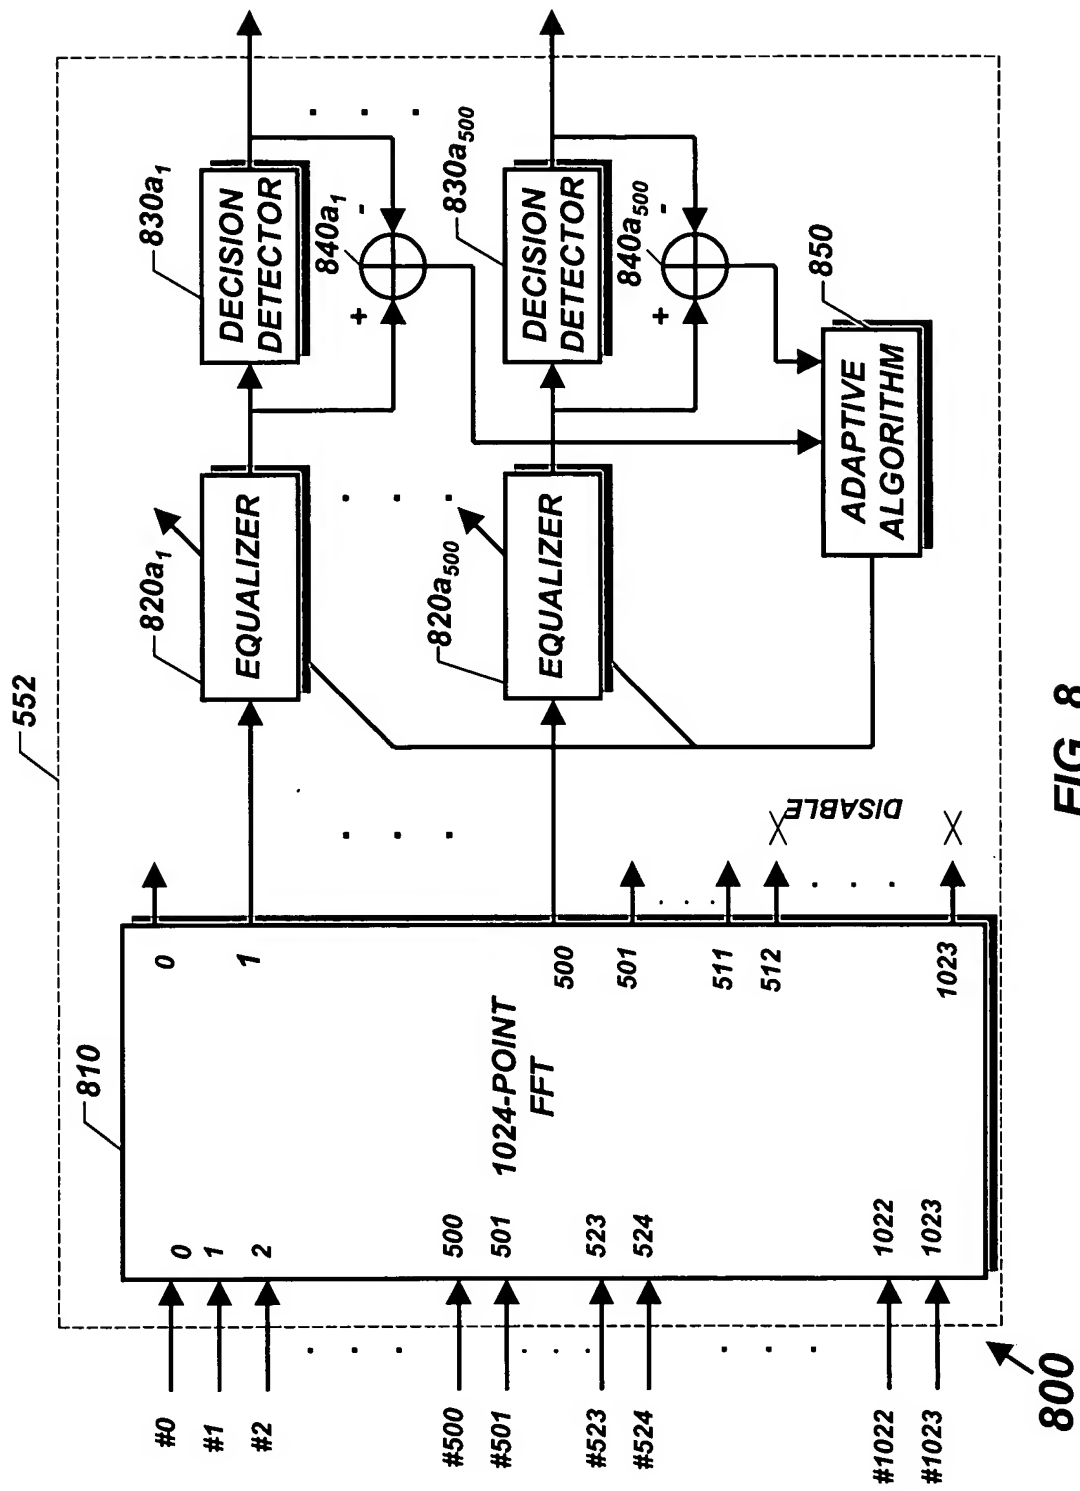 552
810
#0
#1
#2
#500
#501
#523
#524
#1022
#1023
0
1
2
500
501
523
524
1022
1023
1024-POINT
FFT
0
1
500
501
511
512
1023
DISABLE
820a1
EQUALIZER
820a500
EQUALIZER
830a1
DECISION
DETECTOR
840a1
+
-
830a500
DECISION
DETECTOR
840a500
+
-
850
ADAPTIVE
ALGORITHM
800
FIG. 8